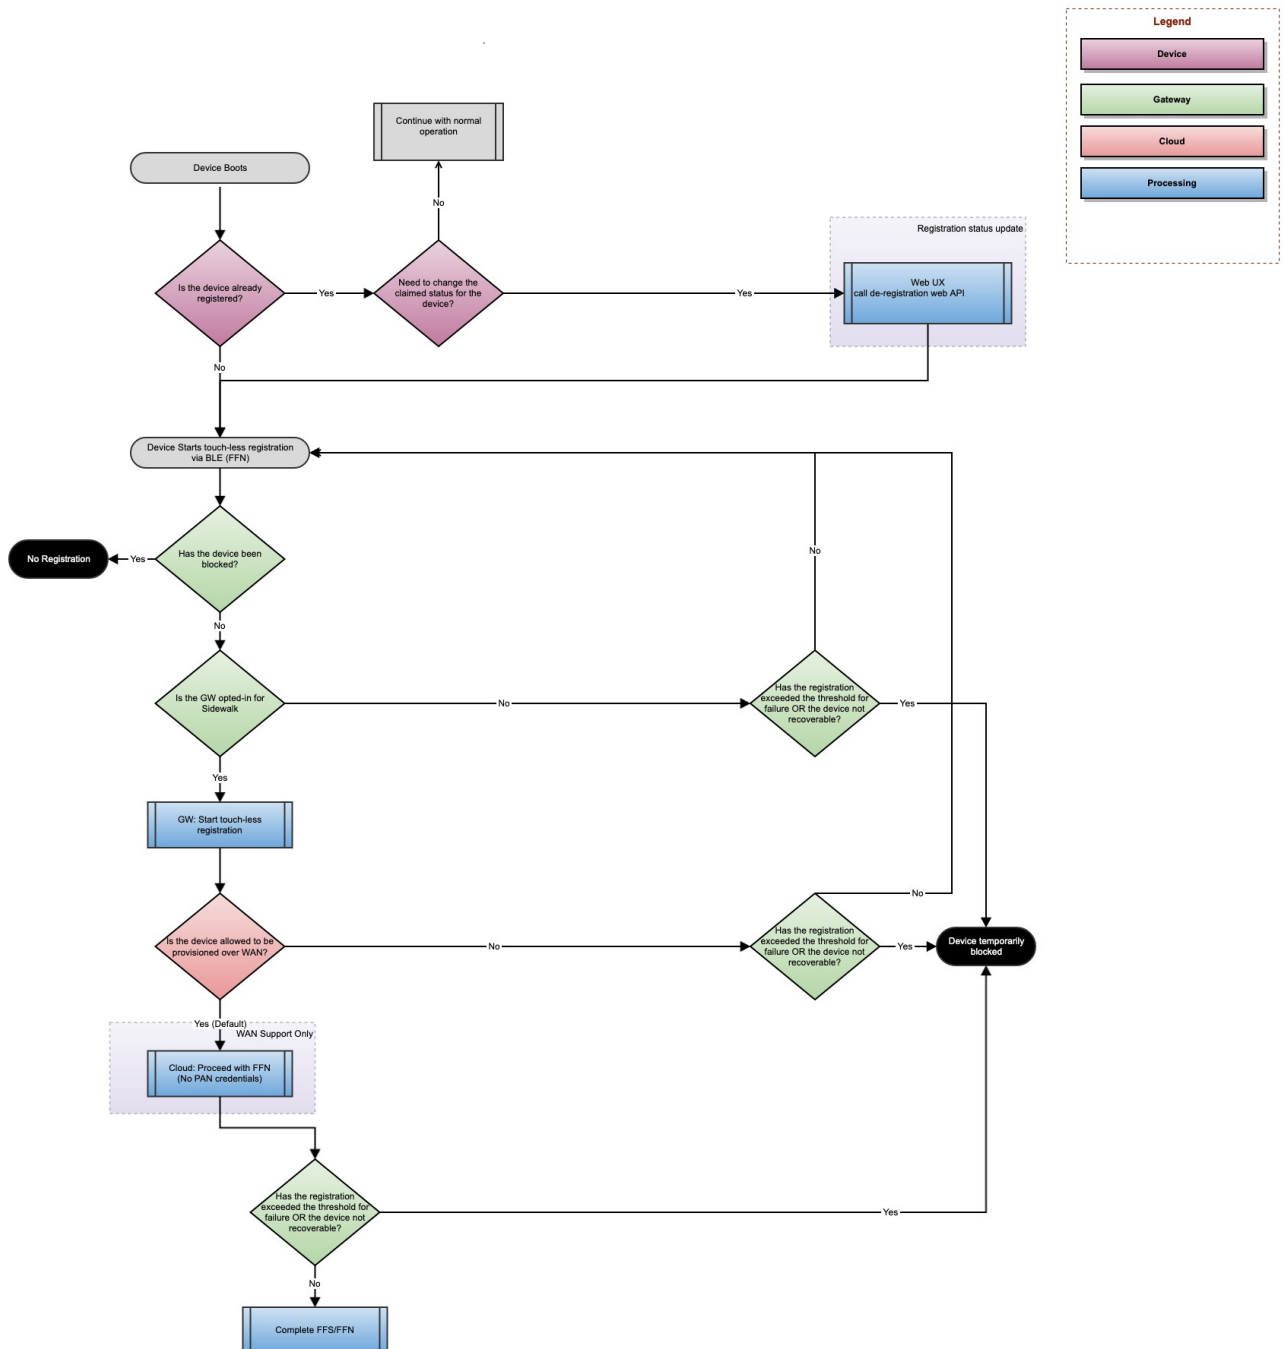 Legend
Device
Gateway
Cloud
Processing
Continue with normal
operation
Device Boots
No
Registration status update
Is the device already
registered?
Yes
Need to change the
claimed status for the
device?
Yes
Web UX
call de-registration web API
No
Device Starts touch-less registration
via BLE (FFN)
No Registration
Yes
Has the device been
blocked?
No
No
Is the GW opted-in for
Sidewalk
No
Has the registration
exceeded the threshold for
failure OR the device not
recoverable?
Yes
Yes
GW: Start touch-less
registration
No
Is the device allowed to be
provisioned over WAN?
No
Has the registration
exceeded the threshold for
failure OR the device not
recoverable?
Yes
Device temporarily
blocked
Yes (Default)
WAN Support Only
Cloud: Proceed with FFN
(No PAN credentials)
Has the registration
exceeded the threshold for
failure OR the device not
recoverable?
Yes
No
Complete FFS/FFN